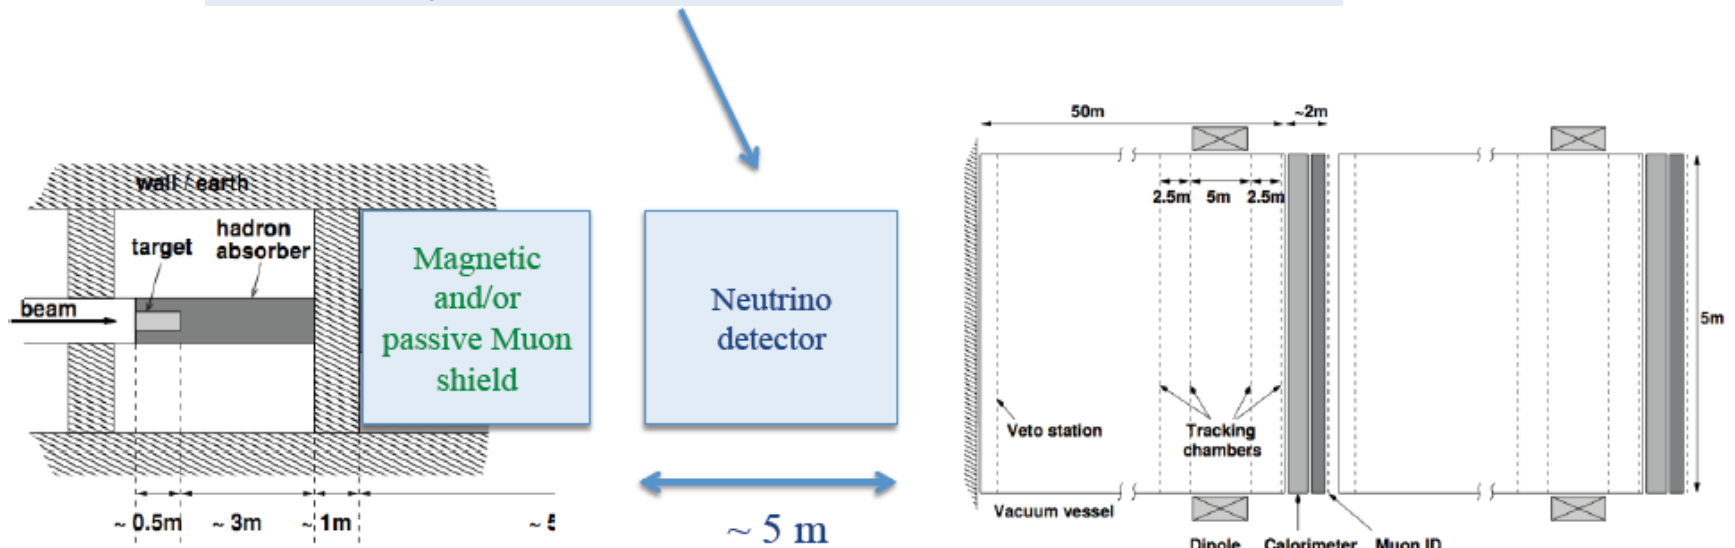 wall / earth
target
hadron
absorber
beam
~ 0.5m
~ 3m
~ 1m
~ 5
Magnetic
and/or
passive Muon
shield
Neutrino
detector
~ 5 m
50m
~2m
2.5m
5m
2.5m
5m
Veto station
Tracking
chambers
Vacuum vessel
Dipole
Calorimeter
Muon ID